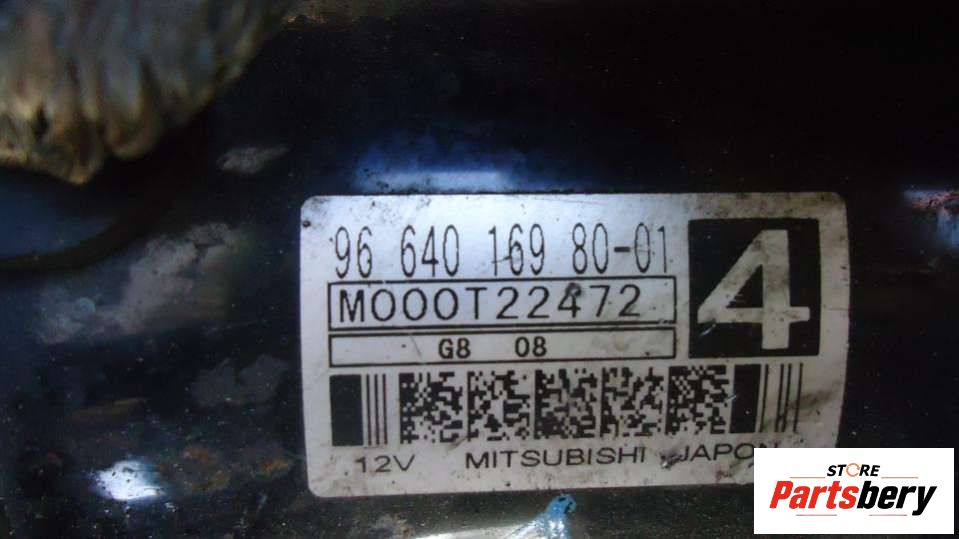 96 640 169 80-01
M000T22472
4
G8 08
12V MITSUBISHI JAPON
STORE
Partsbery